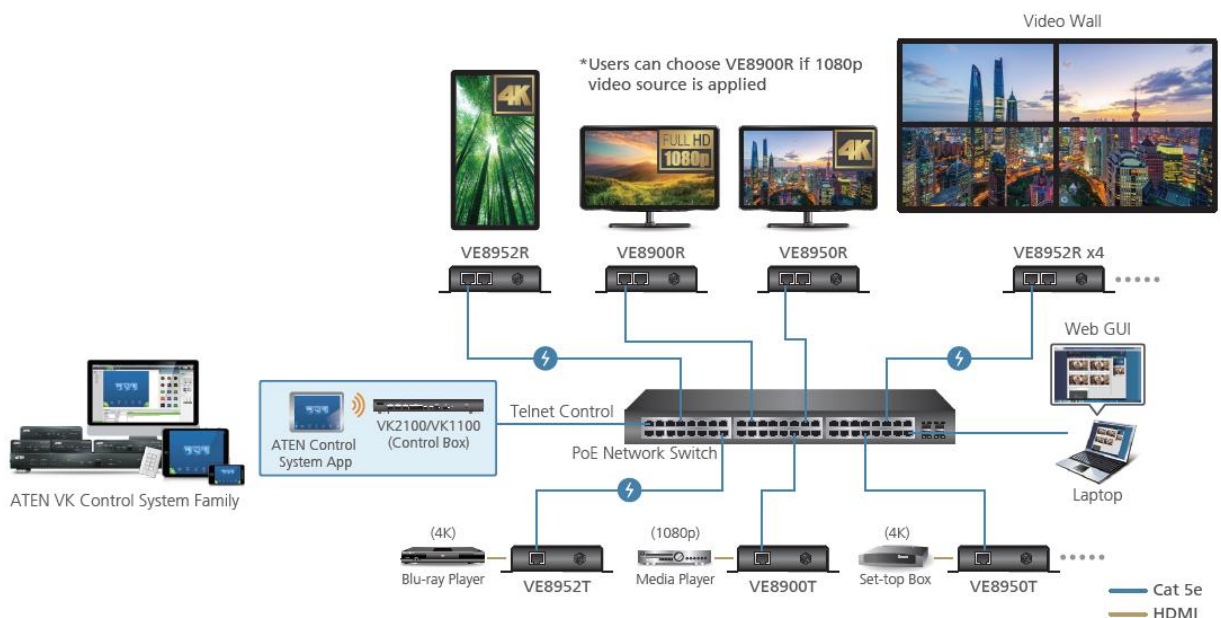 Video Wall
*Users can choose VE8900R if 1080p
video source is applied
4K
FULL HD
1080p
4K
VE8952R
VE8900R
VE8950R
VE8952R x4
Web GUI
Telnet Control
ATEN Control
System App
VK2100/VK1100
(Control Box)
PoE Network Switch
Laptop
ATEN VK Control System Family
(4K)
Blu-ray Player
VE8952T
(1080p)
Media Player
VE8900T
(4K)
Set-top Box
VE8950T
Cat 5e
HDMI